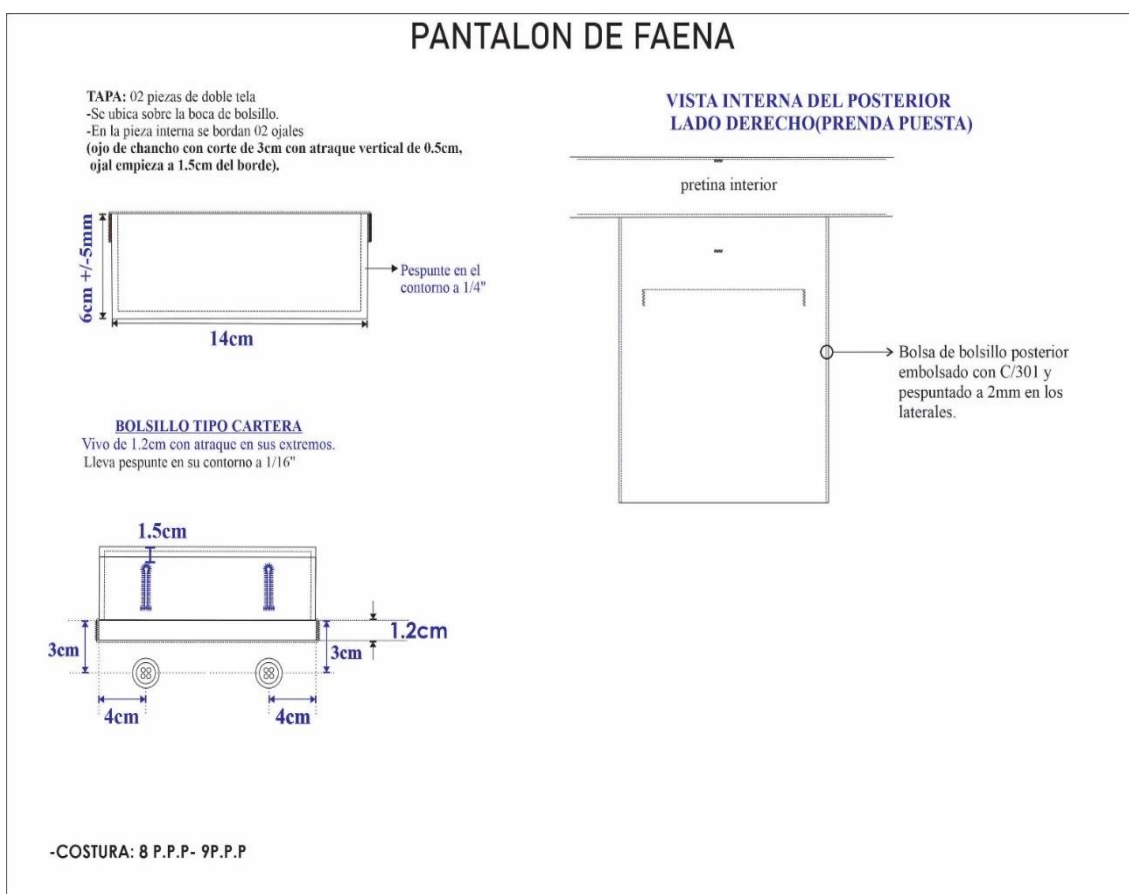 PANTALON DE FAENA
TAPA: 02 piezas de doble tela
-Se ubica sobre la boca de bolsillo.
-En la pieza interna se bordan 02 ojales
(ojo de chancho con corte de 3cm con atraque vertical de 0.5cm,
ojal empieza a 1.5cm del borde).
6cm +/-5mm
Pespunte en el
contorno a 1/4"
14cm
BOLSILLO TIPO CARTERA
Vivo de 1.2cm con atraque en sus extremos.
Lleva pespunte en su contorno a 1/16"
1.5cm
1.2cm
3cm
3cm
4cm
4cm
VISTA INTERNA DEL POSTERIOR
LADO DERECHO(PRENDA PUESTA)
pretina interior
Bolsa de bolsillo posterior
embolsado con C/301 y
pespuntado a 2mm en los
laterales.
-COSTURA: 8 P.P.P- 9P.P.P